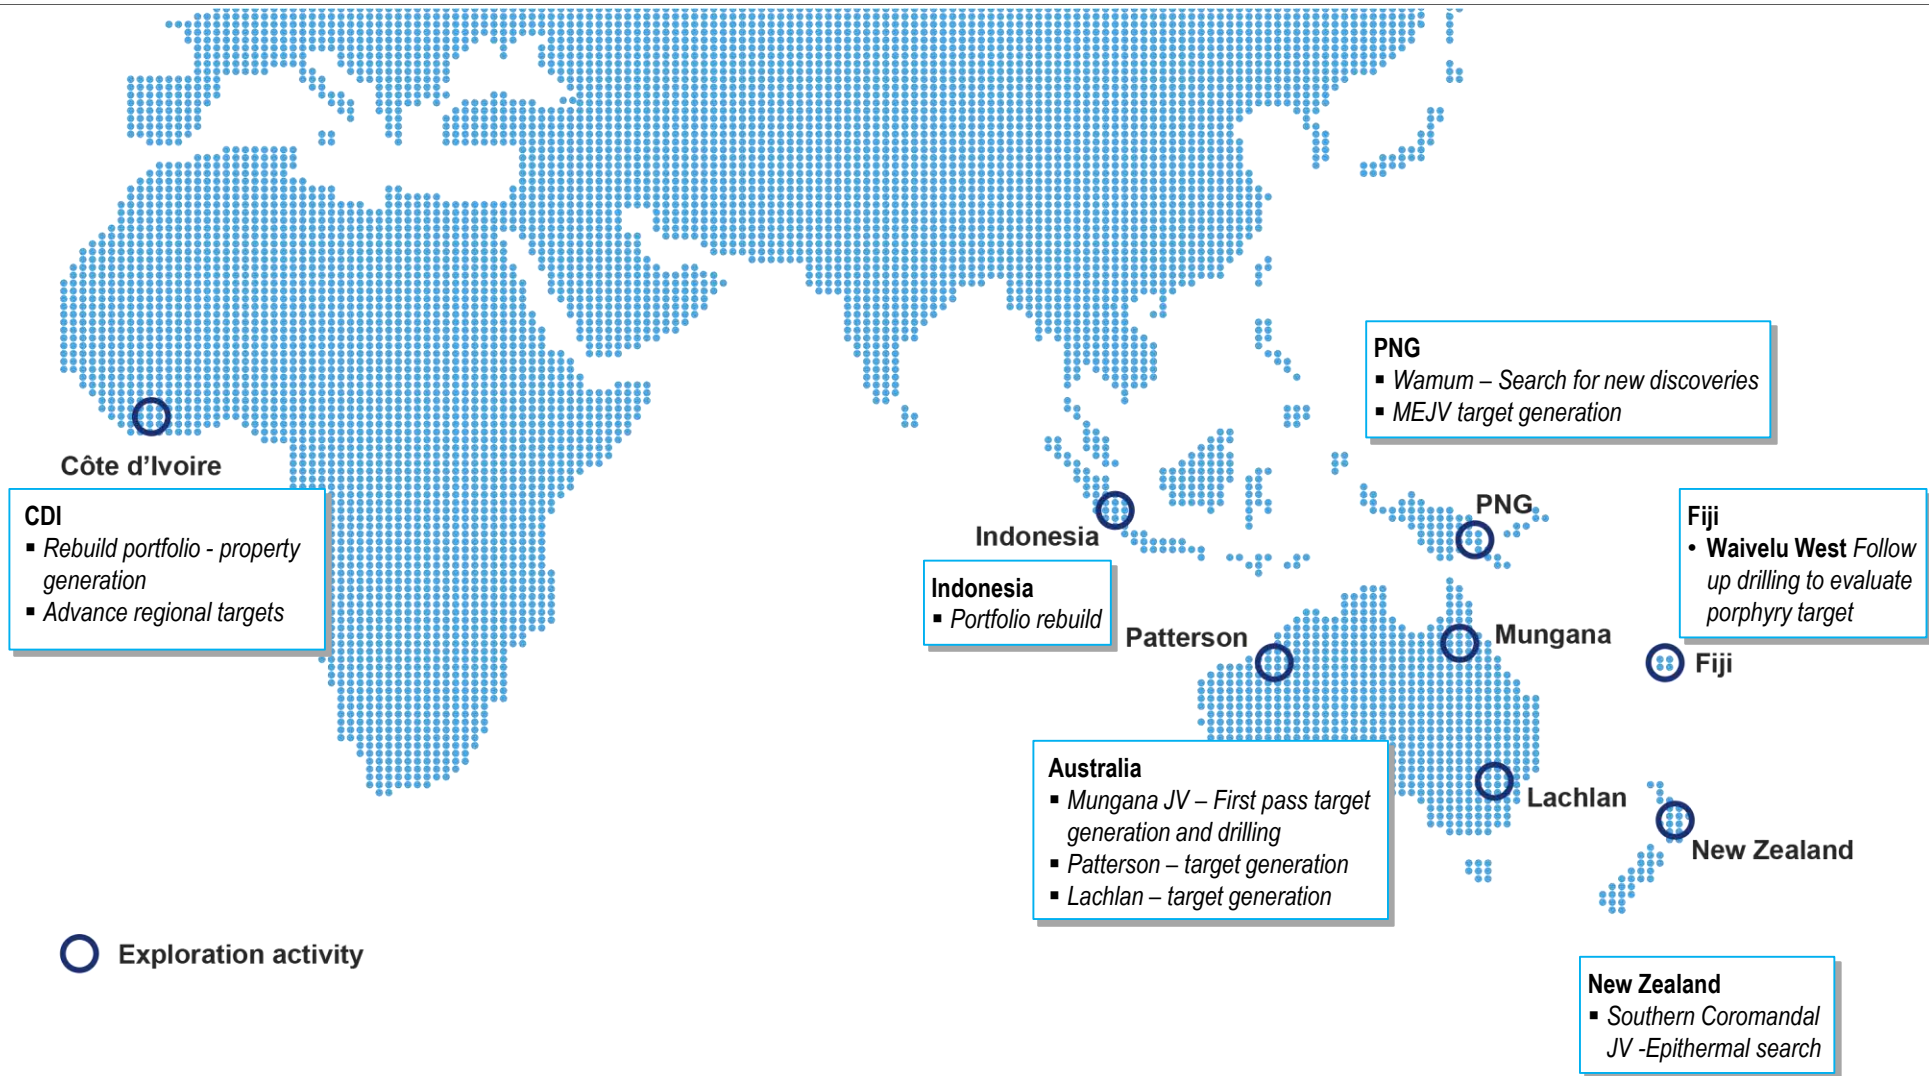 PNG
▪ Wamum – Search for new discoveries
▪ MEJV target generation
Côte d’Ivoire
CDI
▪ Rebuild portfolio - property
generation
▪ Advance regional targets
Indonesia
Indonesia
▪ Portfolio rebuild
PNG
Fiji
• Waivelu West Follow
up drilling to evaluate
porphyry target
Patterson
Mungana
Fiji
Australia
▪ Mungana JV – First pass target
generation and drilling
▪ Patterson – target generation
▪ Lachlan – target generation
Lachlan
New Zealand
Exploration activity
New Zealand
▪ Southern Coromandal
JV -Epithermal search